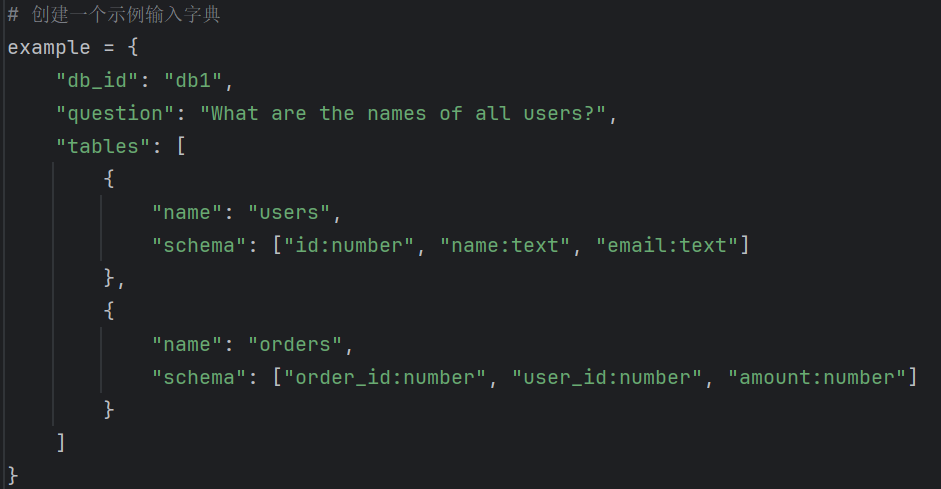 # 创建一个示例输入字典
example = {
    "db_id": "db1",
    "question": "What are the names of all users?",
    "tables": [
        {
            "name": "users",
            "schema": ["id:number", "name:text", "email:text"]
        },
        {
            "name": "orders",
            "schema": ["order_id:number", "user_id:number", "amount:number"]
        }
    ]
}